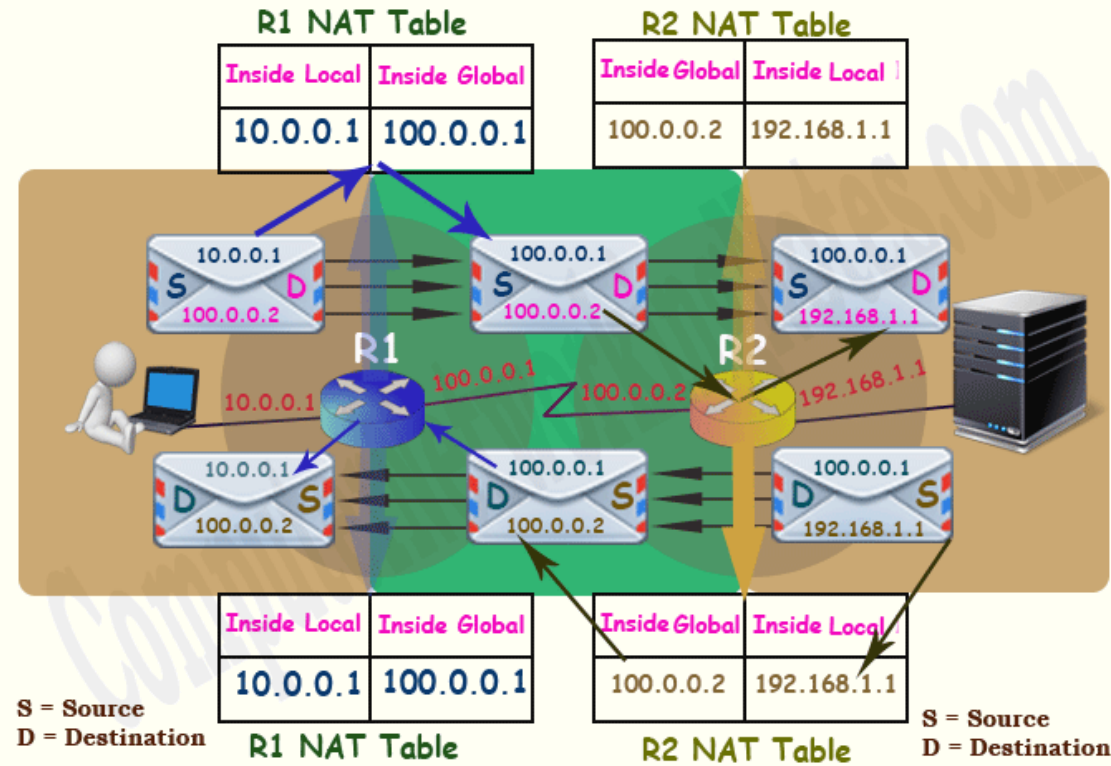 R1 NAT Table
R2 NAT Table
Inside Local Inside Global
Inside Global Inside Local
10.0.0.1 100.0.0.1
100.0.0.2 192.168.1.1
10.0.0.1
S D
100.0.0.2
100.0.0.1
S D
100.0.0.2
100.0.0.1
S D
192.168.1.1
R1
R2
10.0.0.1
100.0.0.1
100.0.0.2
192.168.1.1
10.0.0.1
D S
100.0.0.2
100.0.0.1
D S
100.0.0.2
100.0.0.1
D S
192.168.1.1
Inside Local Inside Global
Inside Global Inside Local
10.0.0.1 100.0.0.1
100.0.0.2 192.168.1.1
S = Source
D = Destination
R1 NAT Table
R2 NAT Table
S = Source
D = Destination